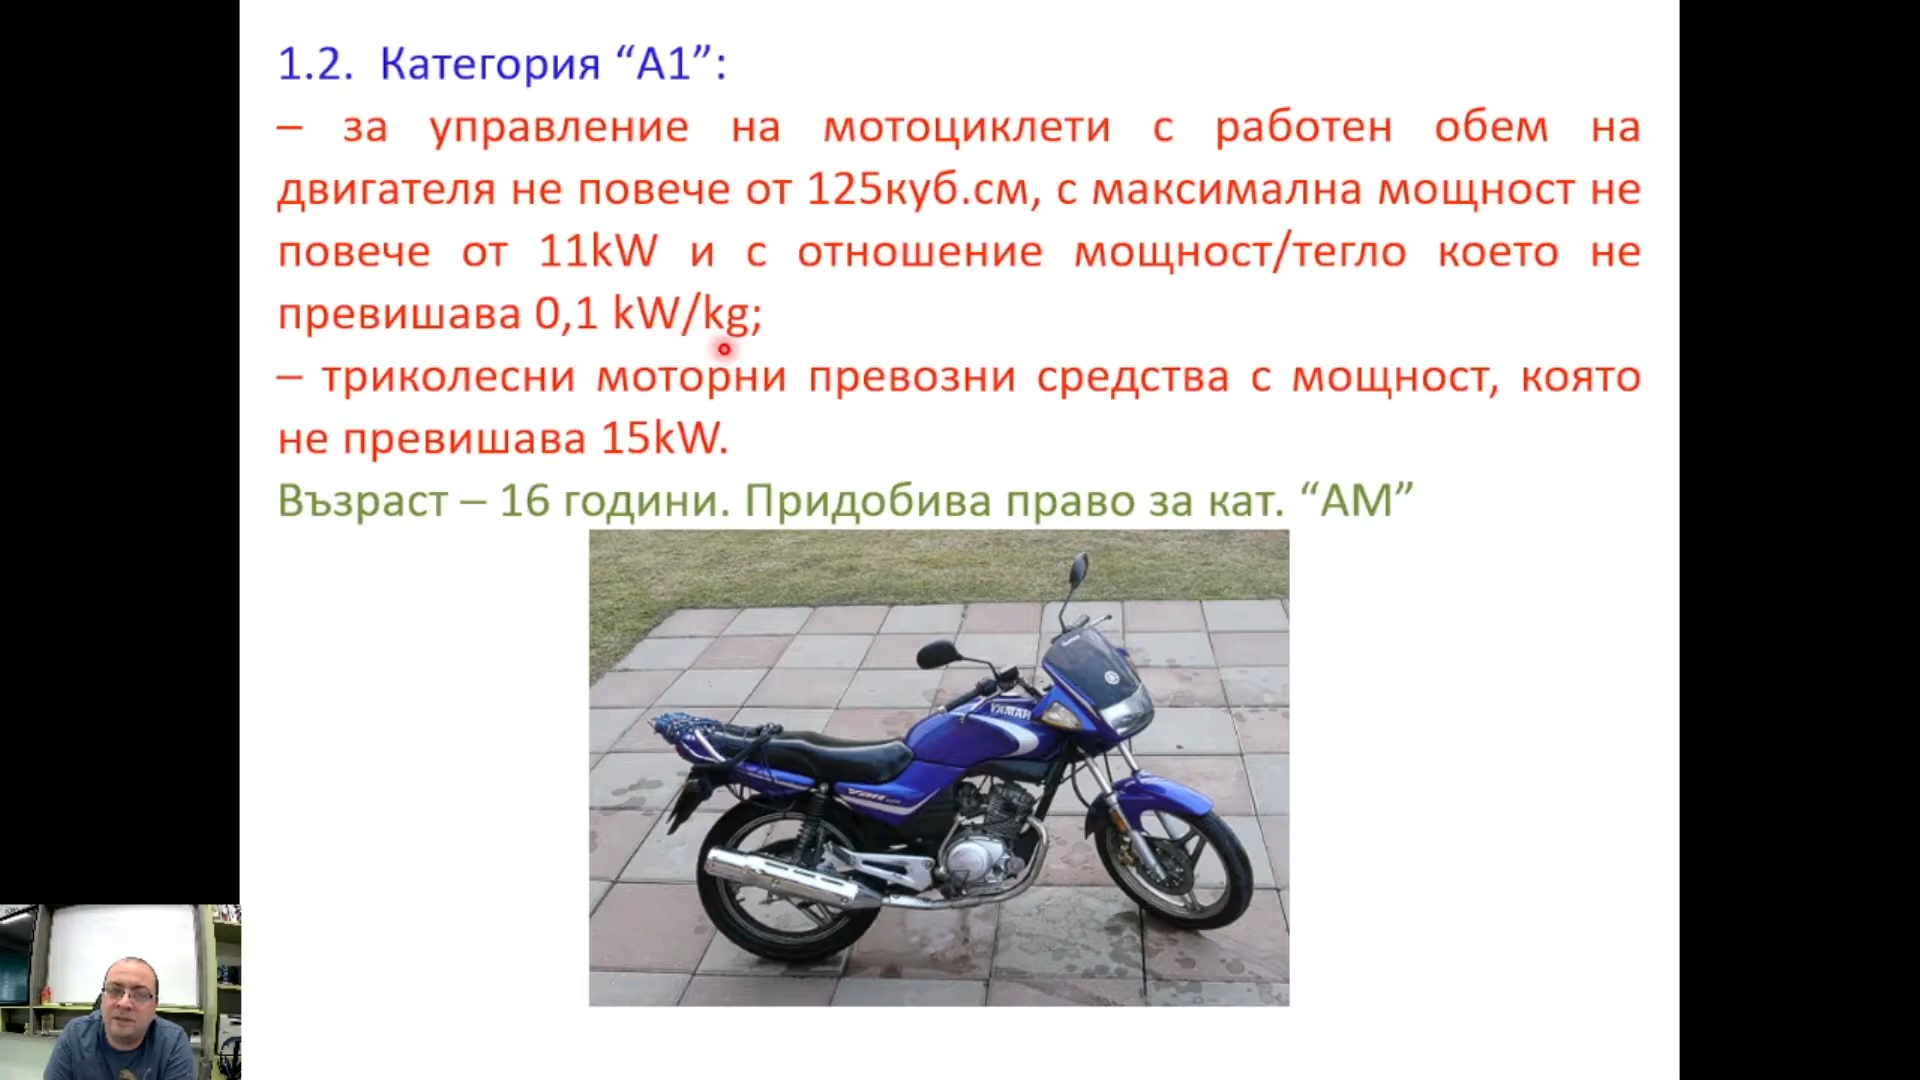 1.2. Категория “А1”:
– за управление на мотоциклети с работен обем на
двигателя не повече от 125куб.см, с максимална мощност не
повече от 11kW и с отношение мощност/тегло което не
превишава 0,1 kW/kg;
– триколесни моторни превозни средства с мощност, която
не превишава 15kW.
Възраст – 16 години. Придобива право за кат. “АМ”
YAMAH
YBR